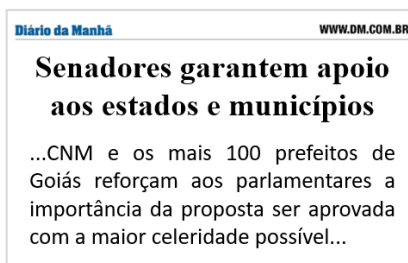 Diário da Manhã
WWW.DM.COM.BR
Senadores garantem apoio
aos estados e municípios
...CNM e os mais 100 prefeitos de
Goiás reforçam aos parlamentares a
importância da proposta ser aprovada
com a maior celeridade possível...